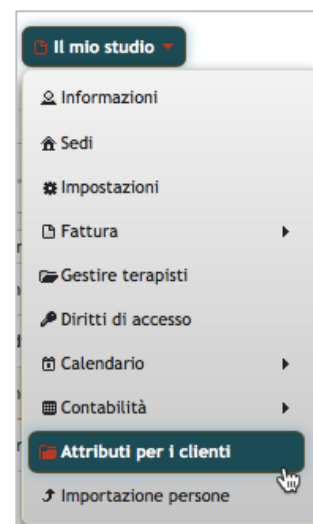 Il mio studio
Informazioni
Sedi
Impostazioni
Fattura
Gestire terapisti
Diritti di accesso
Calendario
Contabilità
Attributi per i clienti
Importazione persone